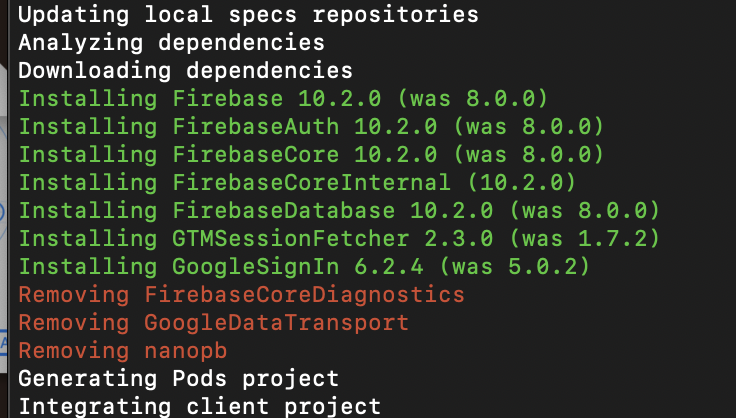 Updating local specs repositories
Analyzing dependencies
Downloading dependencies
Installing Firebase 10.2.0 (was 8.0.0)
Installing FirebaseAuth 10.2.0 (was 8.0.0)
Installing FirebaseCore 10.2.0 (was 8.0.0)
Installing FirebaseCoreInternal (10.2.0)
Installing FirebaseDatabase 10.2.0 (was 8.0.0)
Installing GTMSessionFetcher 2.3.0 (was 1.7.2)
Installing GoogleSignIn 6.2.4 (was 5.0.2)
Removing FirebaseCoreDiagnostics
Removing GoogleDataTransport
Removing nanopb
Generating Pods project
Integrating client project